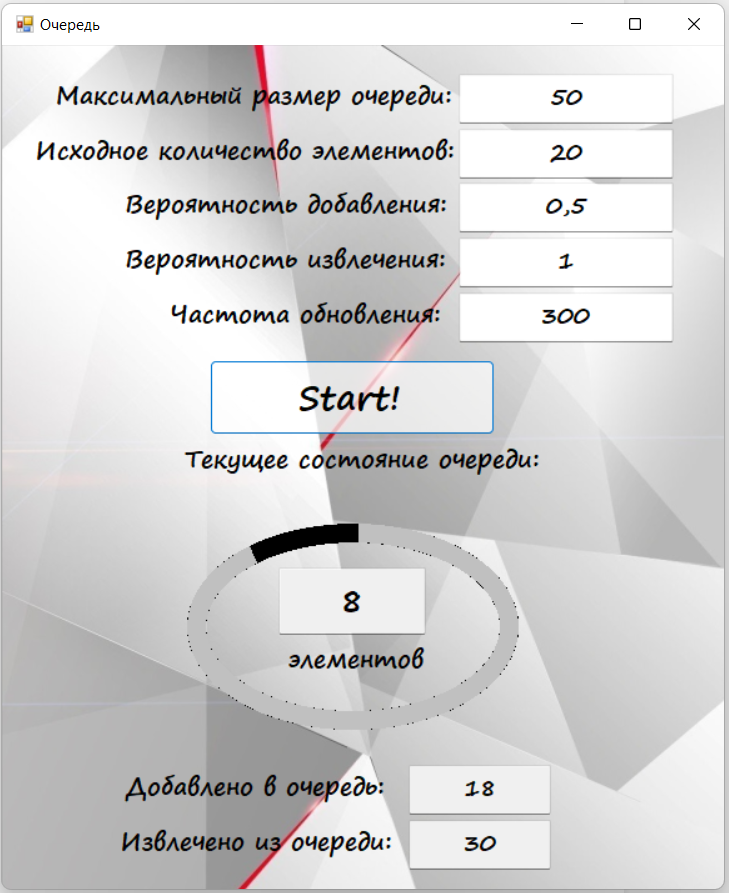 Очередь
Максимальный размер очереди: 50
Исходное количество элементов: 20
Вероятность добавления: 0,5
Вероятность извлечения: 1
Частота обновления: 300
Start!
Текущее состояние очереди:
8
элементов
Добавлено в очередь: 18
Извлечено из очереди: 30